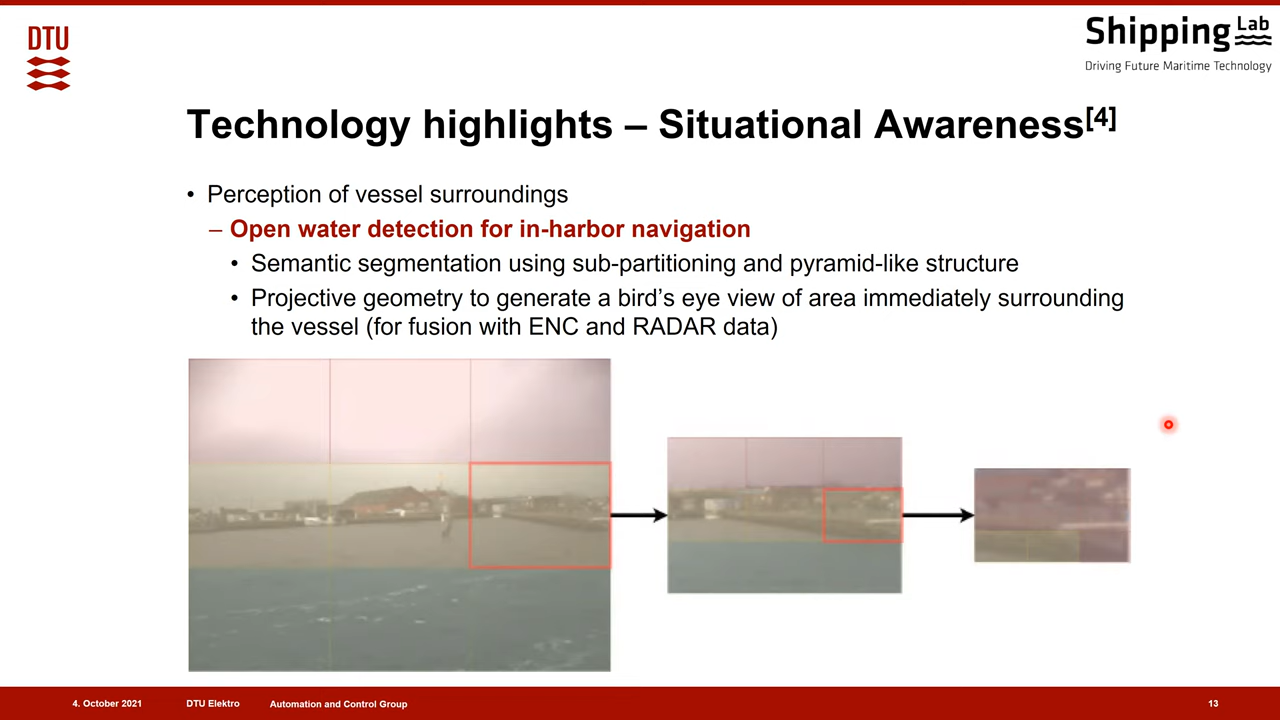 DTU
Shipping Lab
Driving Future Maritime Technology
Technology highlights – Situational Awareness[4]
• Perception of vessel surroundings
– Open water detection for in-harbor navigation
• Semantic segmentation using sub-partitioning and pyramid-like structure
• Projective geometry to generate a bird’s eye view of area immediately surrounding
the vessel (for fusion with ENC and RADAR data)
4. October 2021 DTU Elektro Automation and Control Group 13